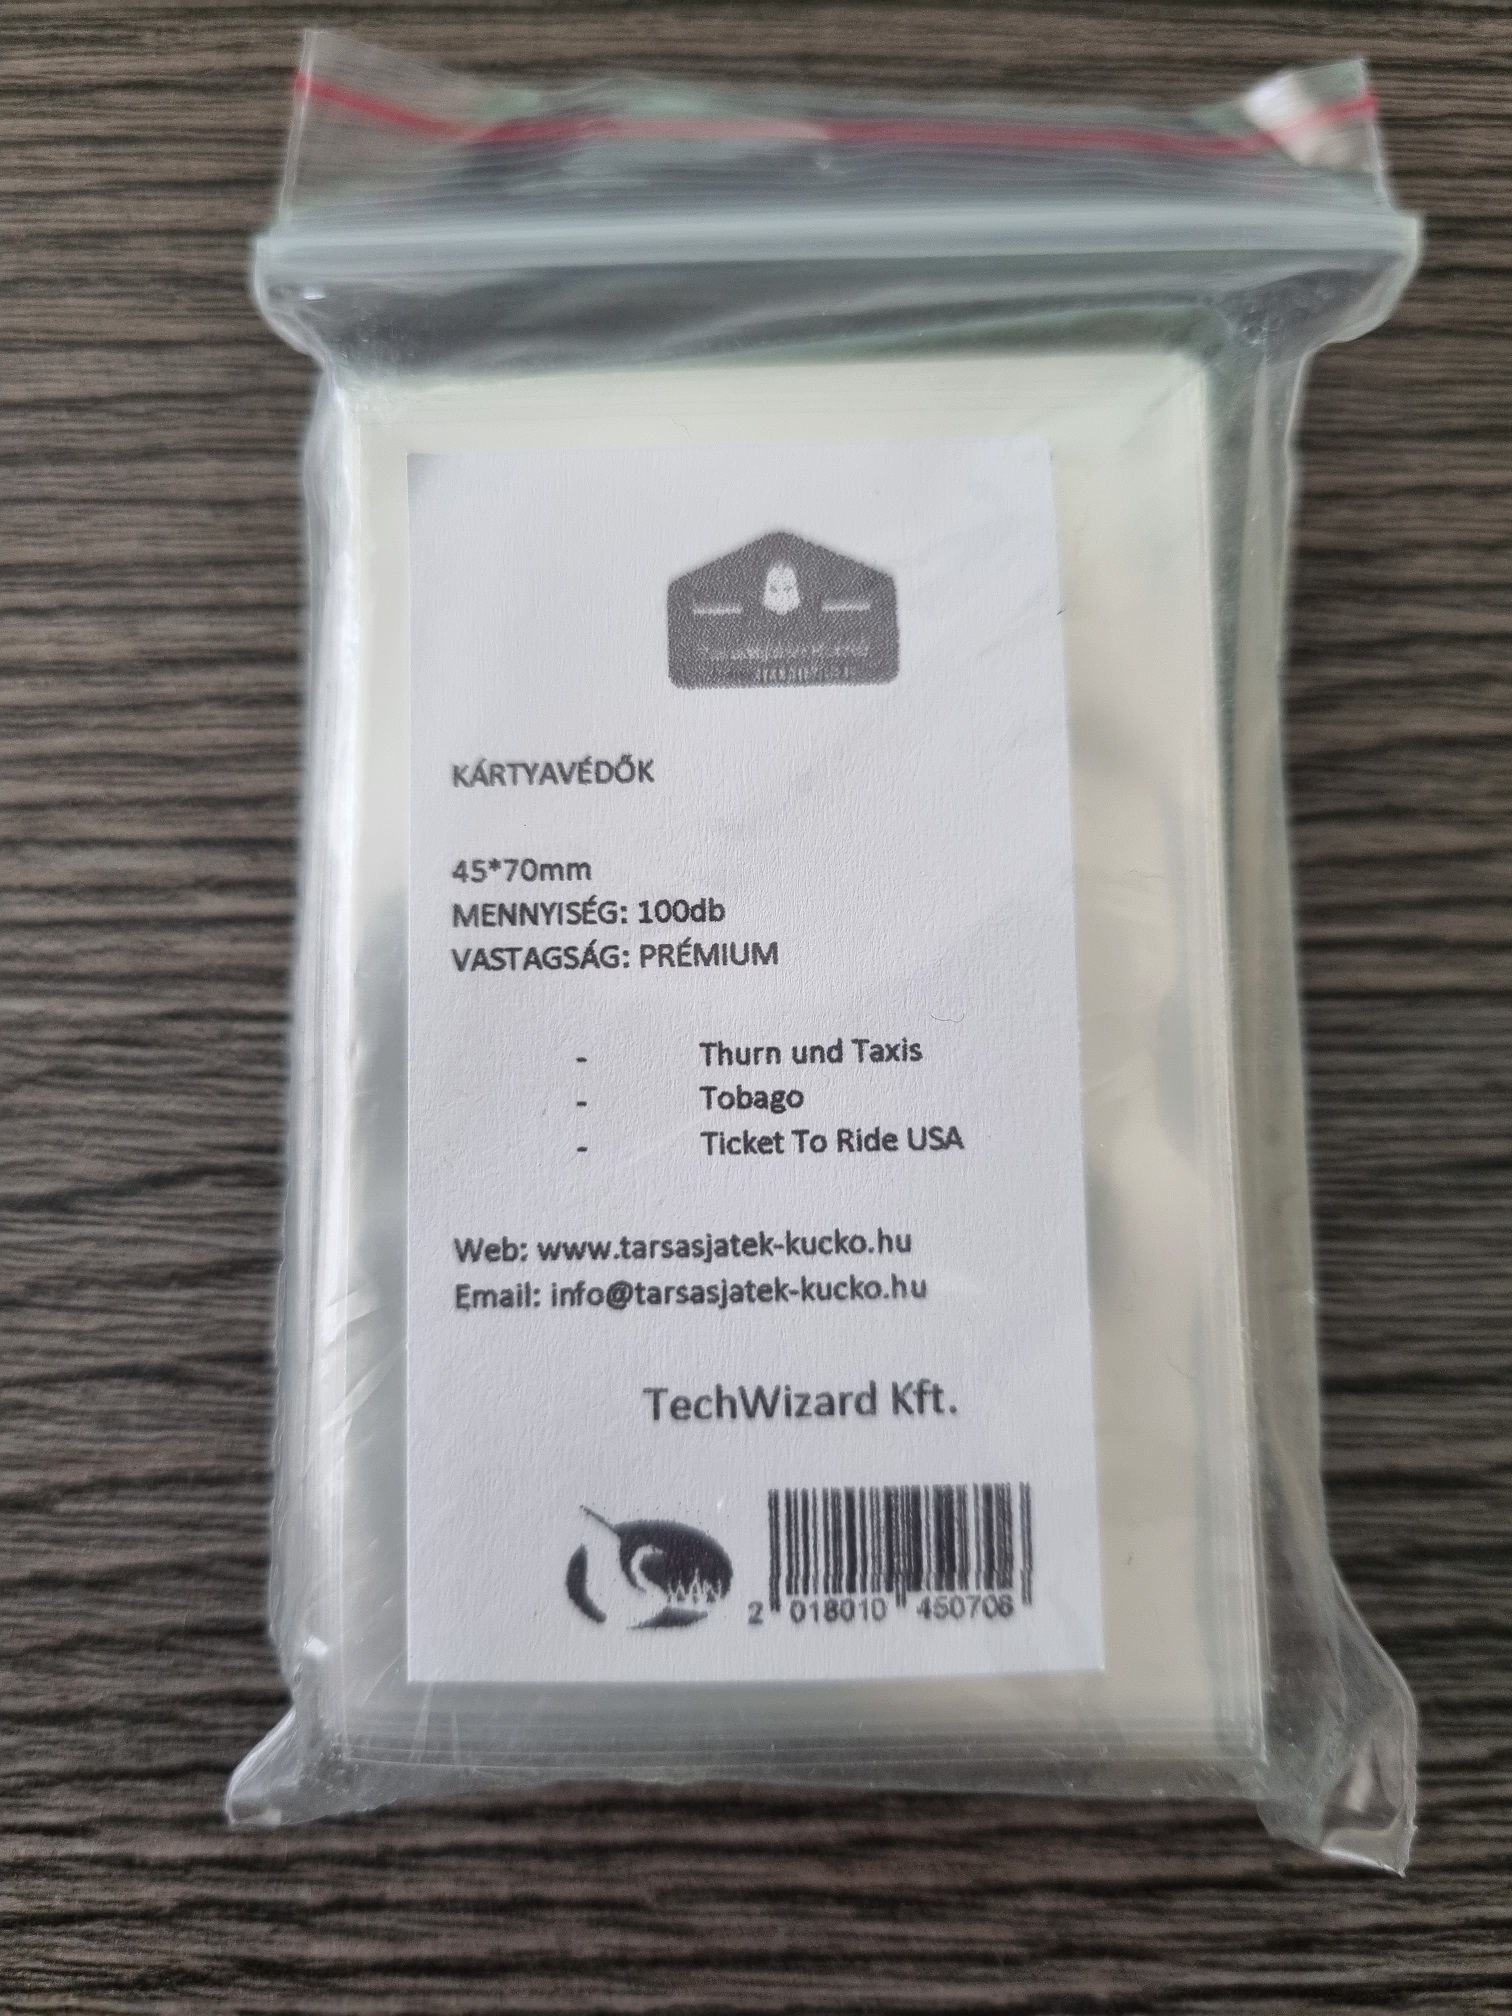 KÁRTYAVÉDŐK
45*70mm
MENNYISÉG: 100db
VASTAGSÁG: PRÉMIUM
- Thurn und Taxis
- Tobago
- Ticket To Ride USA
Web: www.tarsasjatek-kucko.hu
Email: info@tarsasjatek-kucko.hu
TechWizard Kft.
SWAN
2 018010 450706